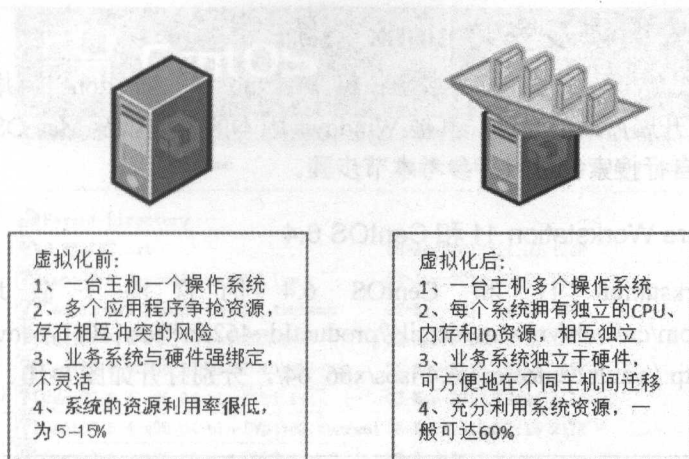 虚拟化前:
1、 一台主机一个操作系统
2、多个应用程序争抢资源,
存在相互冲突的风险
3、业务系统与硬件强绑定,
不灵活
4、系统的资源利用率很低,
为5-15%
虚拟化后:
1、 一台主机多个操作系统
2、每个系统拥有独立的CPU、
内存和io资源,相互独立
3、业务系统独立于硬件,
可方便地在不同主机间迁移
4、充分利用系统资源,一
般可达60%